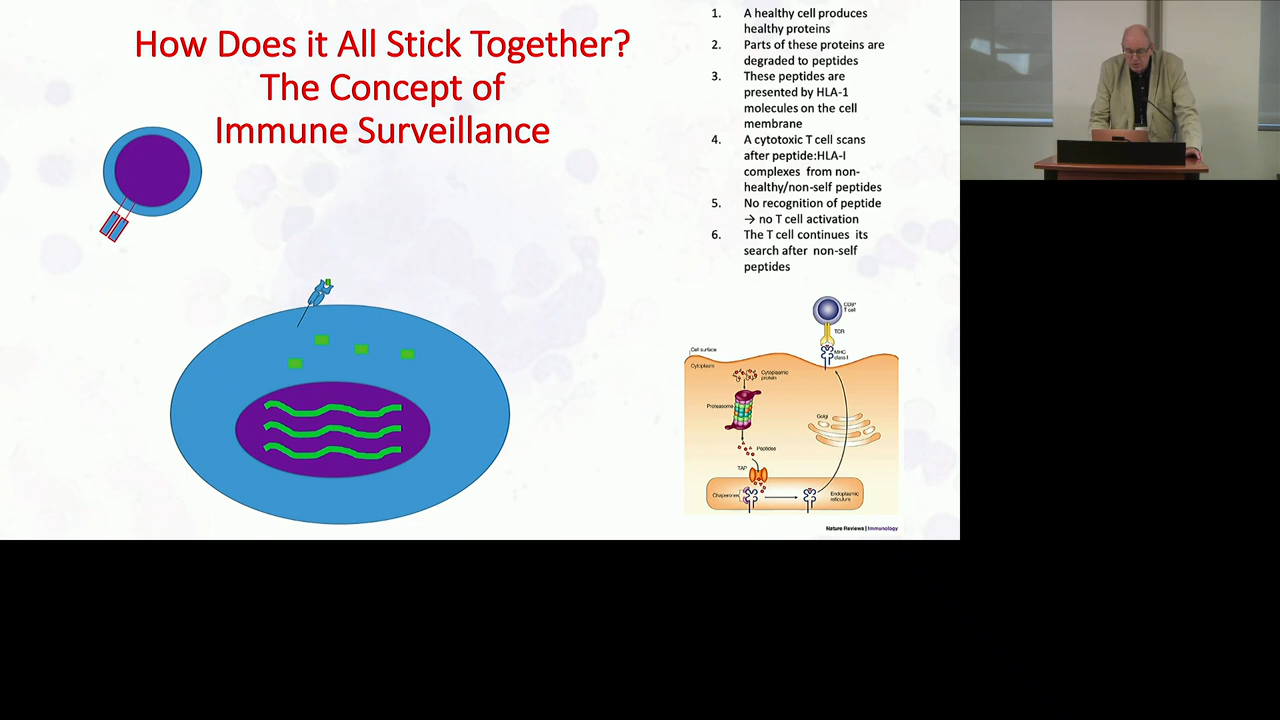 How Does it All Stick Together?
The Concept of
Immune Surveillance
1. A healthy cell produces
healthy proteins
2. Parts of these proteins are
degraded to peptides
3. These peptides are
presented by HLA-1
molecules on the cell
membrane
4. A cytotoxic T cell scans
after peptide:HLA-I
complexes from non-
healthy/non-self peptides
5. No recognition of peptide
→ no T cell activation
6. The T cell continues its
search after non-self
peptides
CD8+
T cell
TCR
MHC
class I
Cell surface
Cytoplasm
Cytoplasmic
protein
Proteasome
Golgi
Peptides
TAP
Chaperones
Endoplasmic
reticulum
Nature Reviews | Immunology